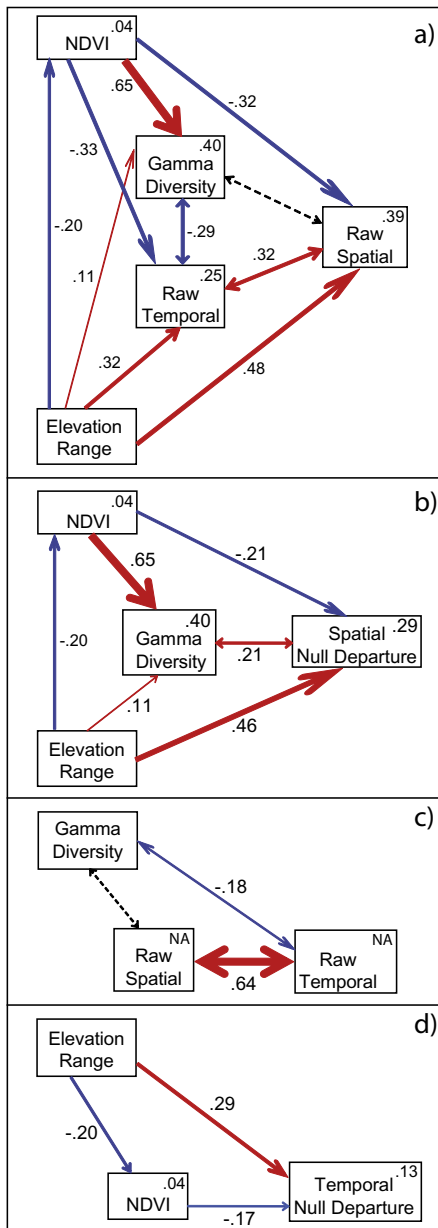 a)
.04
NDVI
.65
-.32
-.33
.40
Gamma
Diversity
.39
Raw
Spatial
-.20
-.29
.11
.32
.25
Raw
Temporal
.32
.48
Elevation
Range
b)
.04
NDVI
.65
-.21
.40
Gamma
Diversity
.29
Spatial
Null Departure
-.20
.21
.11
.46
Elevation
Range
c)
Gamma
Diversity
-.18
NA
Raw
Spatial
NA
Raw
Temporal
.64
d)
Elevation
Range
.29
-.20
.04
NDVI
.13
Temporal
Null Departure
-.17